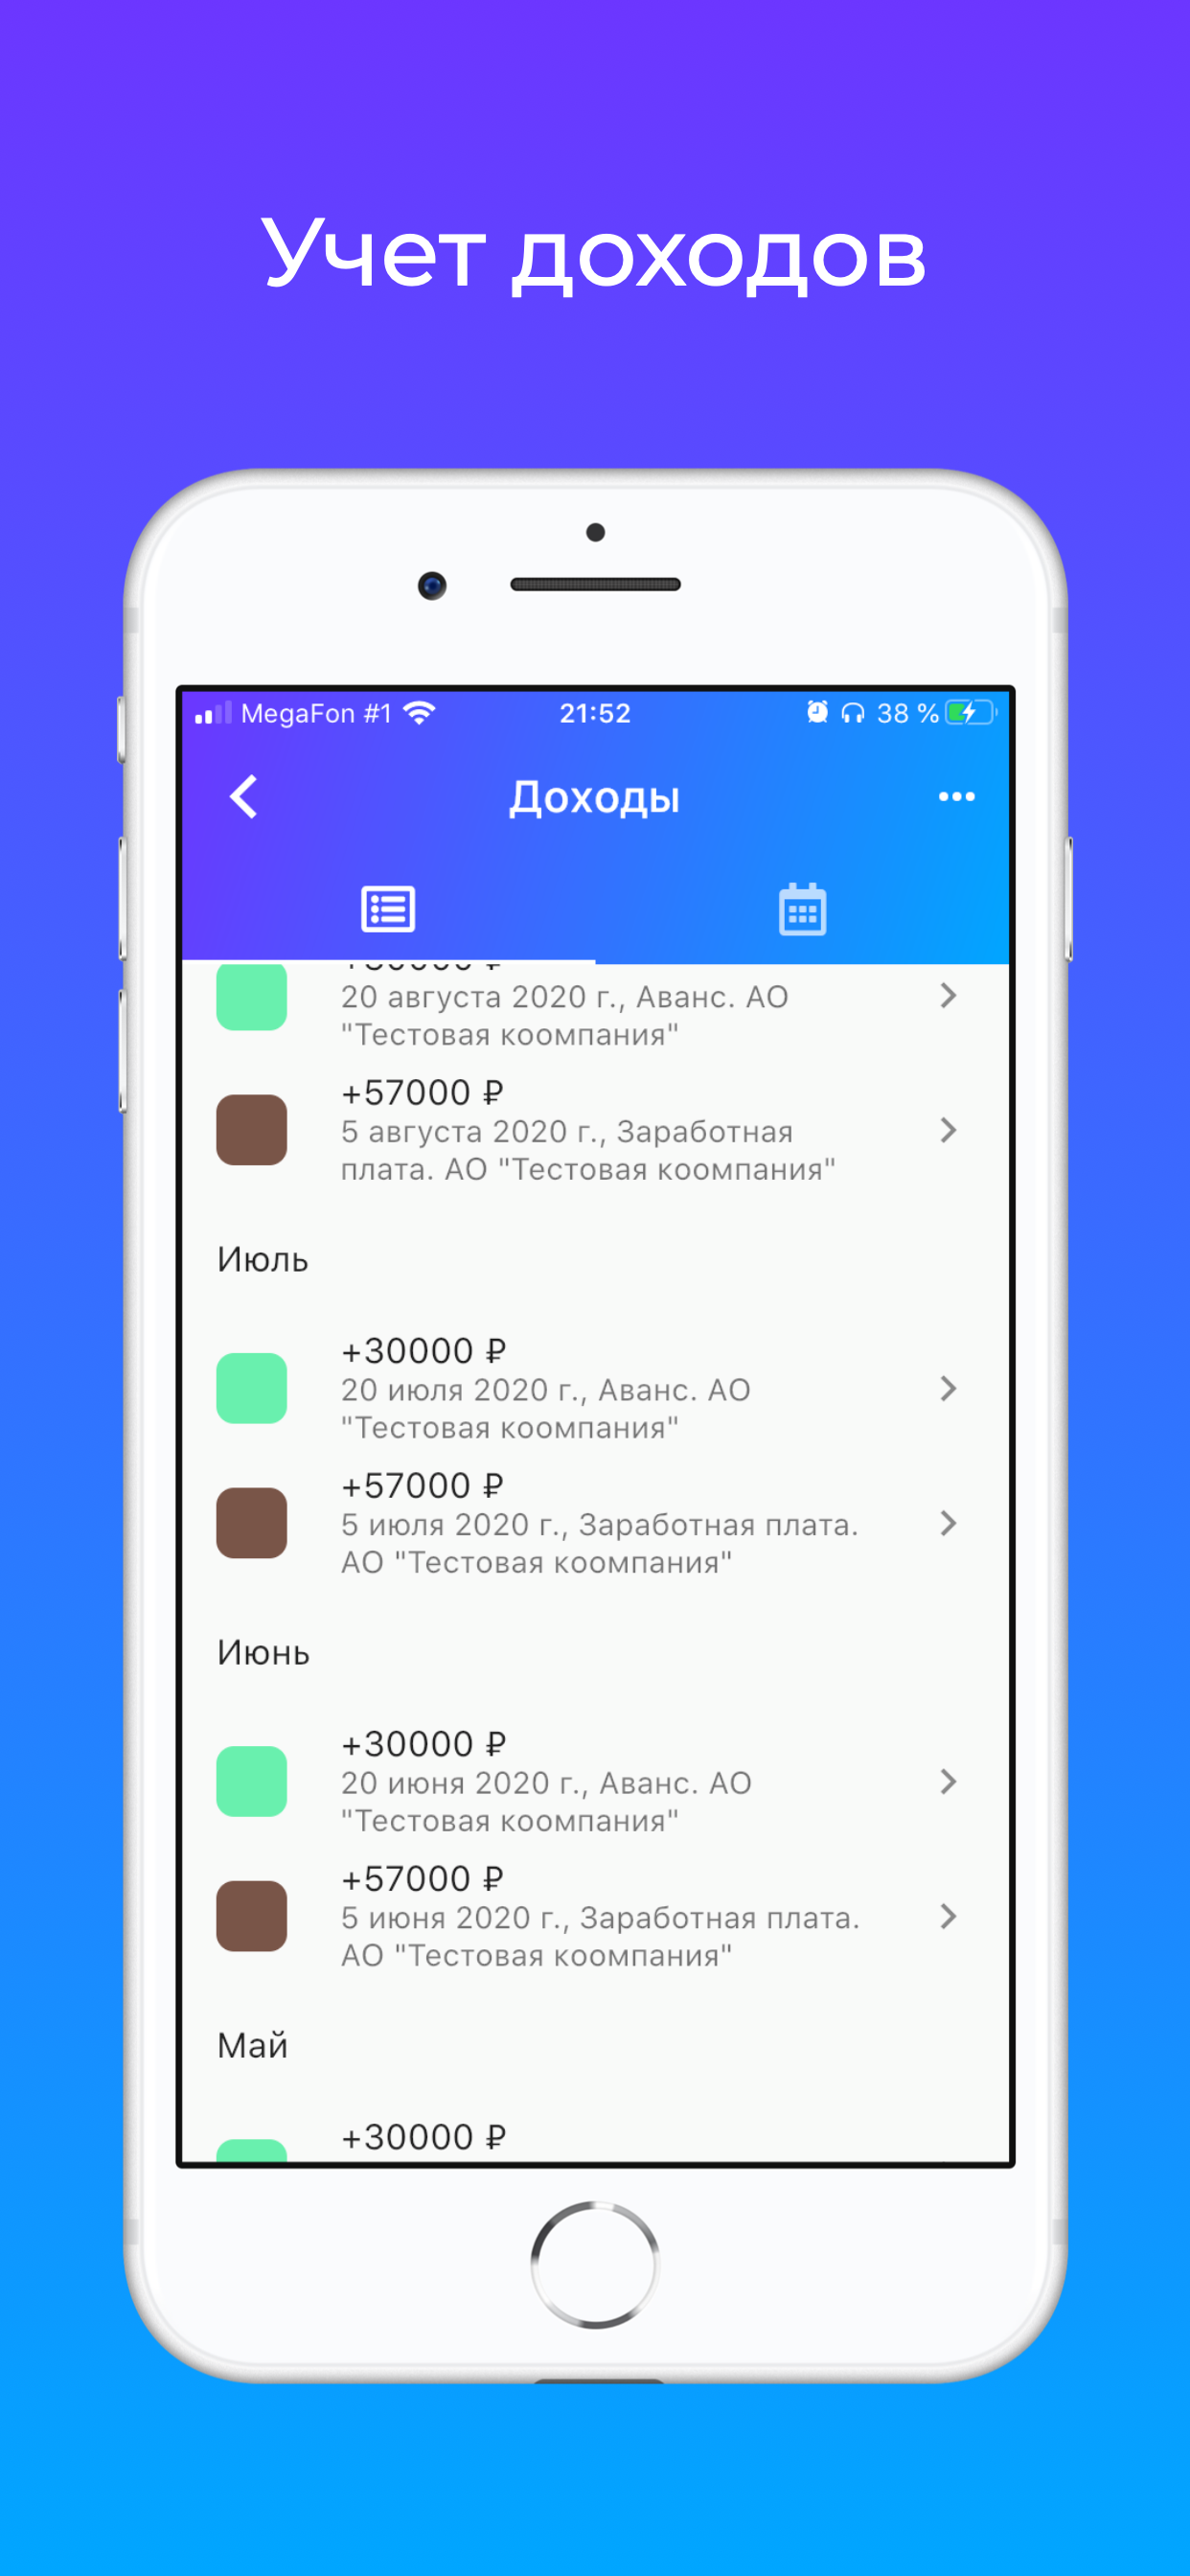 Учет доходов
MegaFon #1 21:52 38 %
Доходы
20 августа 2020 г., Аванс. АО
"Тестовая коомпания"
+57000 ₽
5 августа 2020 г., Заработная
плата. АО "Тестовая коомпания"
Июль
+30000 ₽
20 июля 2020 г., Аванс. АО
"Тестовая коомпания"
+57000 ₽
5 июля 2020 г., Заработная плата.
АО "Тестовая коомпания"
Июнь
+30000 ₽
20 июня 2020 г., Аванс. АО
"Тестовая коомпания"
+57000 ₽
5 июня 2020 г., Заработная плата.
АО "Тестовая коомпания"
Май
+30000 ₽